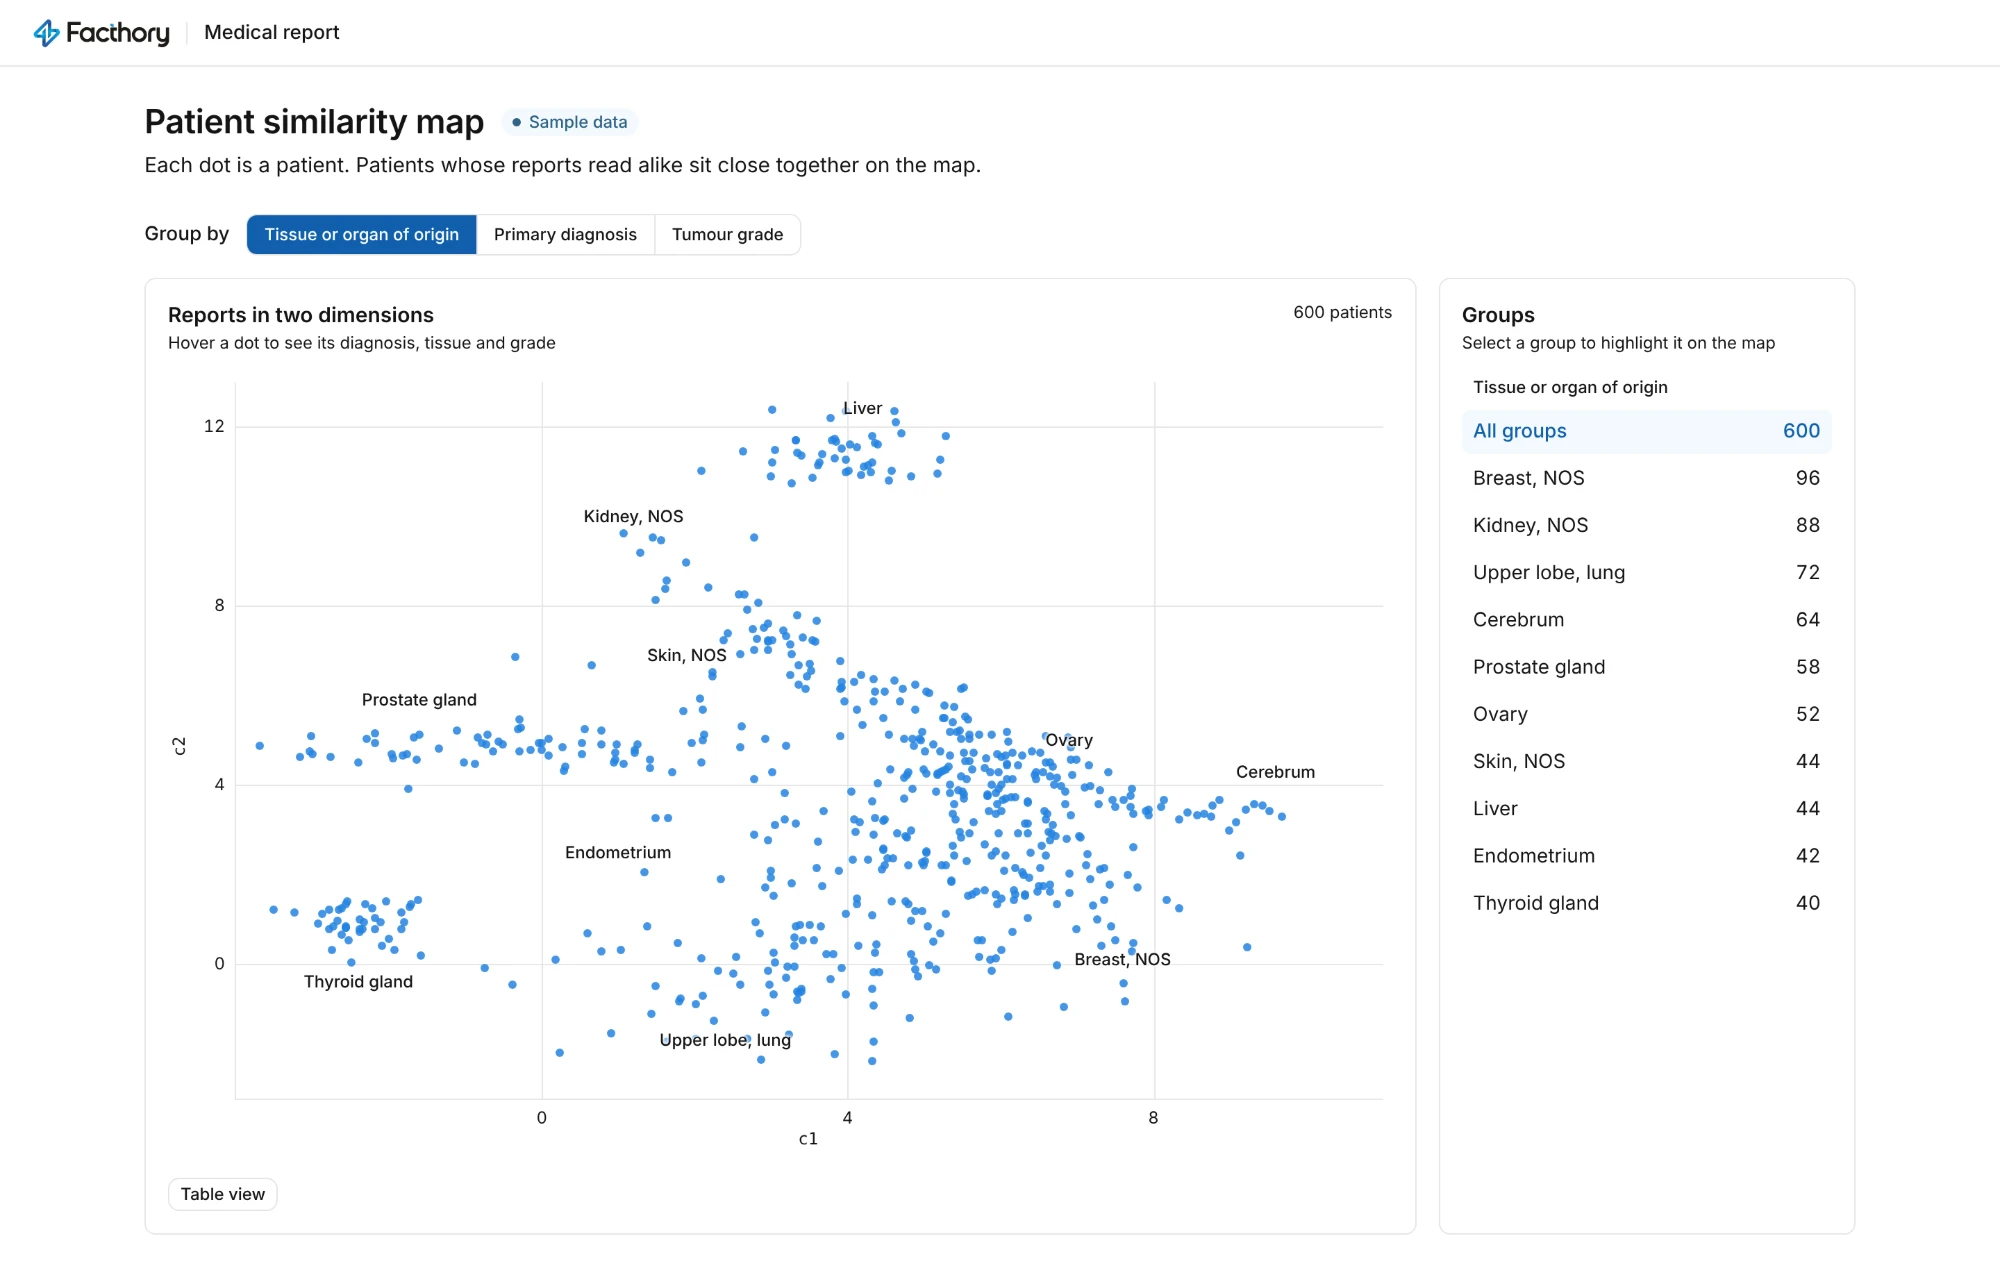 Facthory
Medical report
Patient similarity map
Sample data
Each dot is a patient. Patients whose reports read alike sit close together on the map.
Group by
Tissue or organ of origin
Primary diagnosis
Tumour grade
Reports in two dimensions
600 patients
Hover a dot to see its diagnosis, tissue and grade
12
8
4
0
c2
Liver
Kidney, NOS
Skin, NOS
Prostate gland
Ovary
Cerebrum
Endometrium
Breast, NOS
Thyroid gland
Upper lobe, lung
0
4
8
c1
Table view
Groups
Select a group to highlight it on the map
Tissue or organ of origin
All groups 600
Breast, NOS 96
Kidney, NOS 88
Upper lobe, lung 72
Cerebrum 64
Prostate gland 58
Ovary 52
Skin, NOS 44
Liver 44
Endometrium 42
Thyroid gland 40